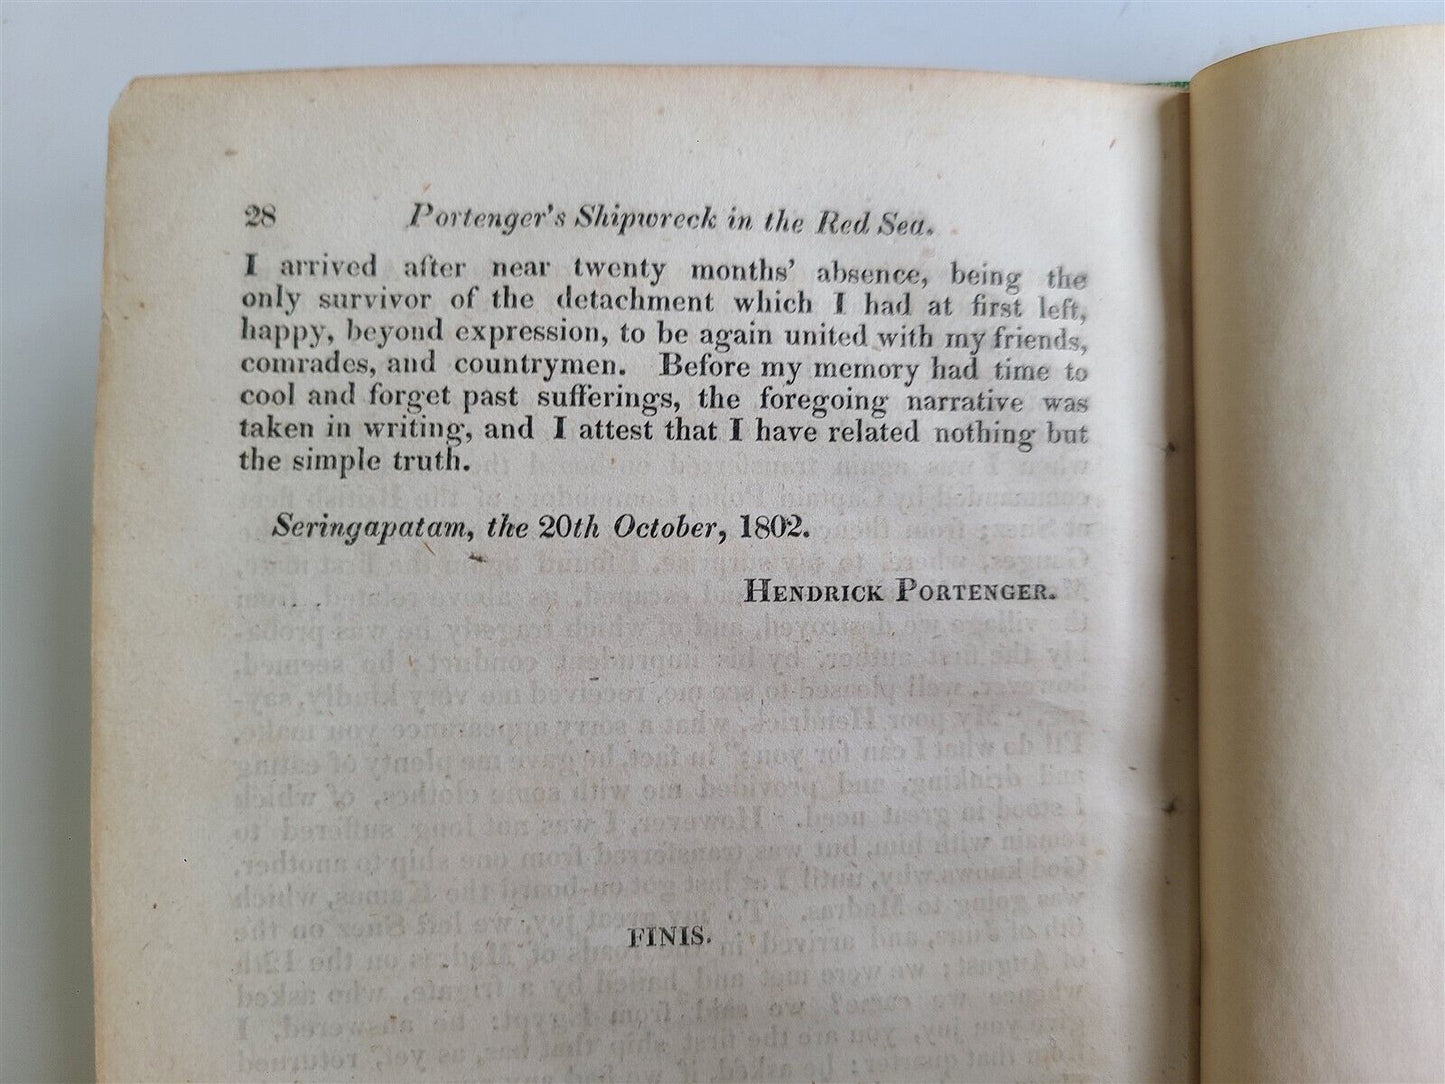 28 Portenger's Shipwreck in the Red Sea.
I arrived after near twenty months' absence, being the
only survivor of the detachment which I had at first left,
happy, beyond expression, to be again united with my friends,
comrades, and countrymen. Before my memory had time to
cool and forget past sufferings, the foregoing narrative was
taken in writing, and I attest that I have related nothing but
the simple truth.
Seringapatam, the 20th October, 1802.
HENDRICK PORTENGER.
FINIS.